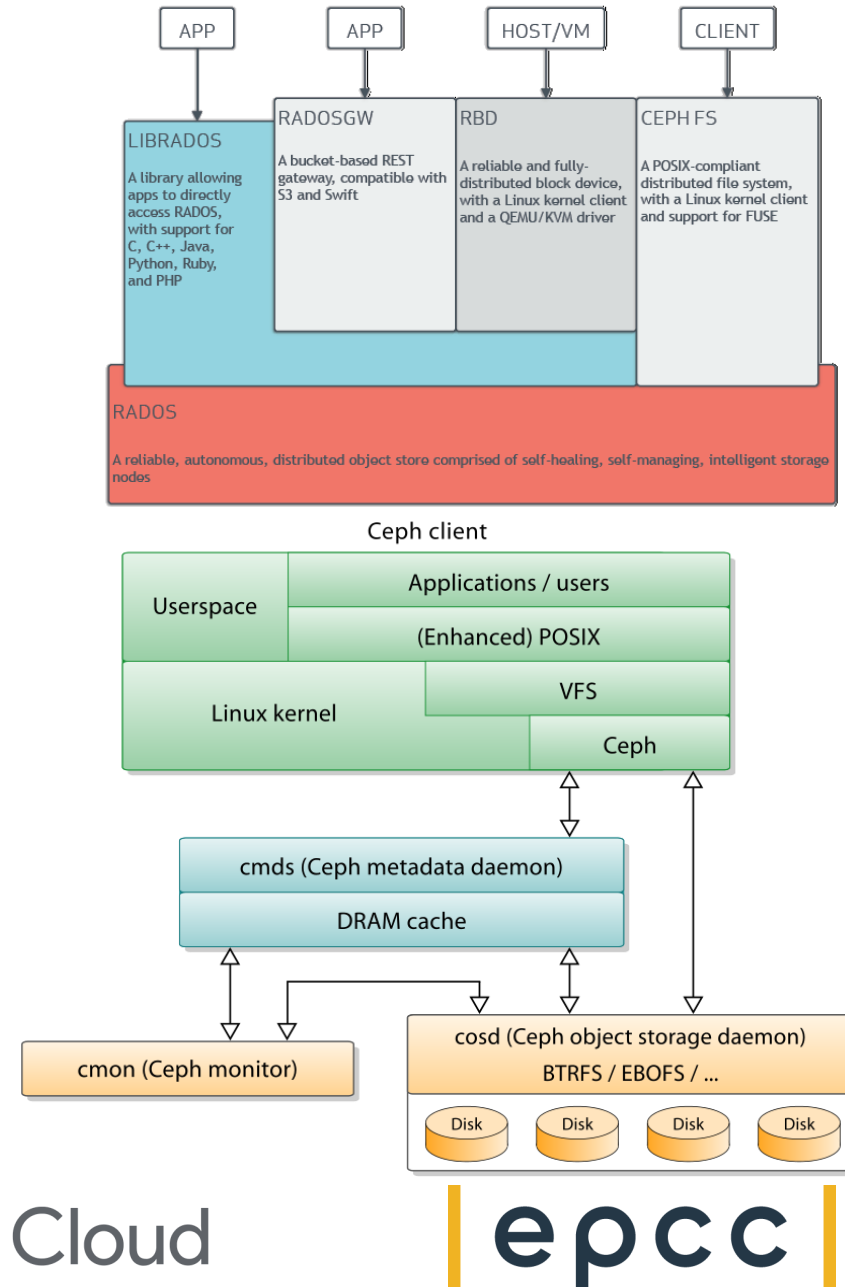 APP
APP
HOST/VM
CLIENT
LIBRADOS
A library allowing
apps to directly
access RADOS,
with support for
C, C++, Java,
Python, Ruby,
and PHP
RADOSGW
A bucket-based REST
gateway, compatible with
S3 and Swift
RBD
A reliable and fully-
distributed block device,
with a Linux kernel client
and a QEMU/KVM driver
CEPH FS
A POSIX-compliant
distributed file system,
with a Linux kernel client
and support for FUSE
RADOS
A reliable, autonomous, distributed object store comprised of self-healing, self-managing, intelligent storage
nodes
Ceph client
Userspace
Applications / users
(Enhanced) POSIX
Linux kernel
VFS
Ceph
cmds (Ceph metadata daemon)
DRAM cache
cmon (Ceph monitor)
cosd (Ceph object storage daemon)
BTRFS / EBOFS / ...
Disk
Disk
Disk
Disk
Cloud
epcc